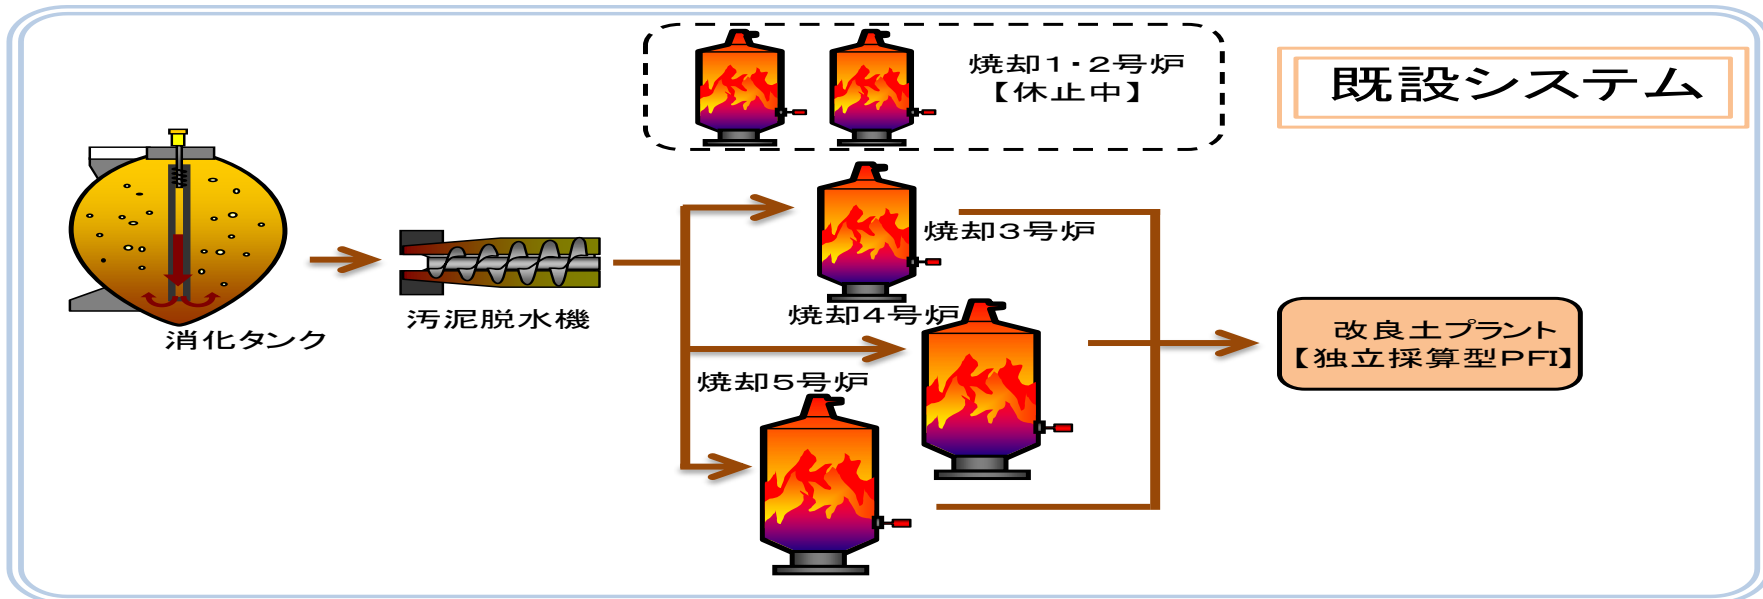 焼却1・2号炉
【休止中】
既設システム
焼却3号炉
消化タンク
汚泥脱水機
焼却4号炉
改良土プラント
【独立採算型PFI】
焼却5号炉